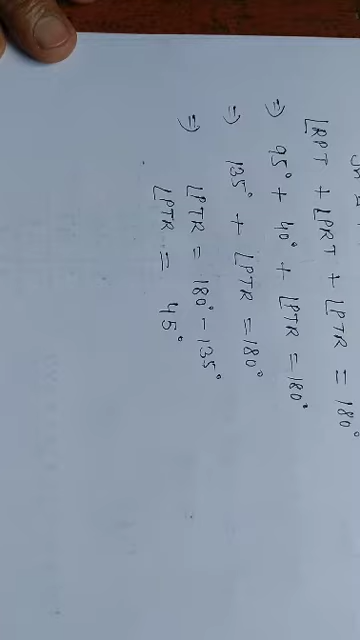 ∠RPT + ∠PRT + ∠PTR = 180°
⇒ 95° + 40° + ∠PTR = 180°
⇒ 135° + ∠PTR = 180°
⇒ ∠PTR = 180° - 135°
∠PTR = 45°